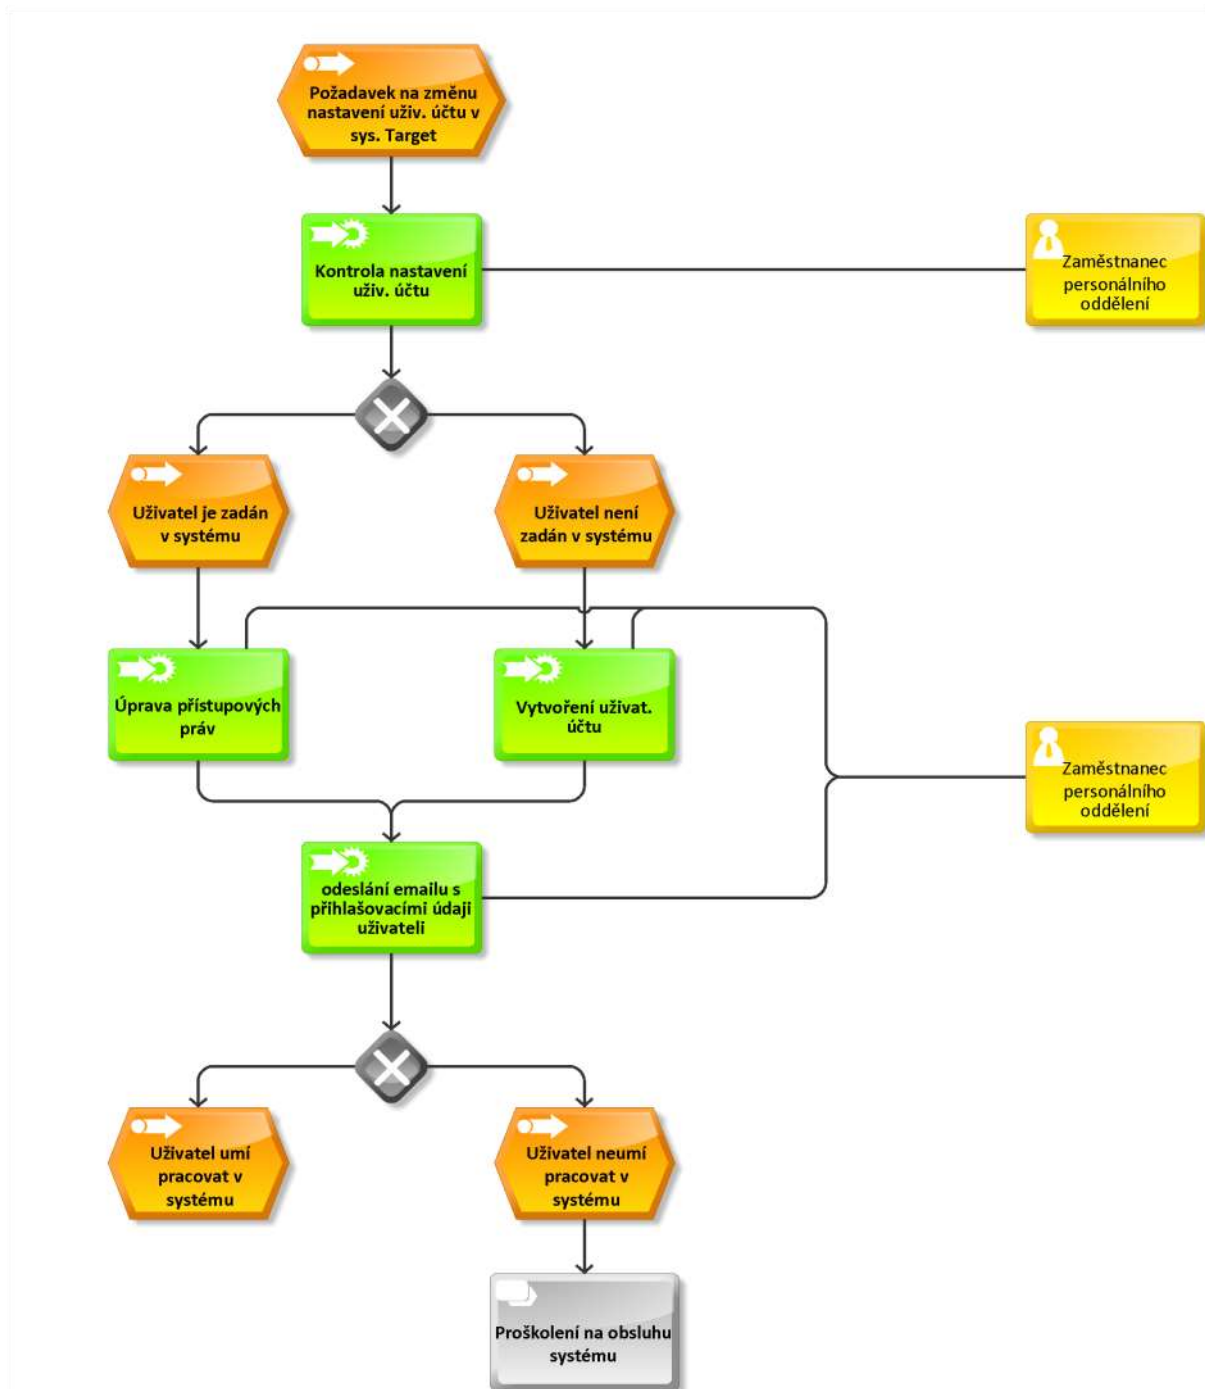 Požadavek na změnu
nastavení uživ. účtu v
sys. Target
Kontrola nastavení
uživ. účtu
Zaměstnanec
personálního
oddělení
Uživatel je zadán
v systému
Uživatel není
zadán v systému
Úprava přístupových
práv
Vytvoření uživat.
účtu
Zaměstnanec
personálního
oddělení
odeslání emailu s
přihlašovacími údaji
uživateli
Uživatel umí
pracovat v
systému
Uživatel neumí
pracovat v
systému
Proškolení na obsluhu
systému